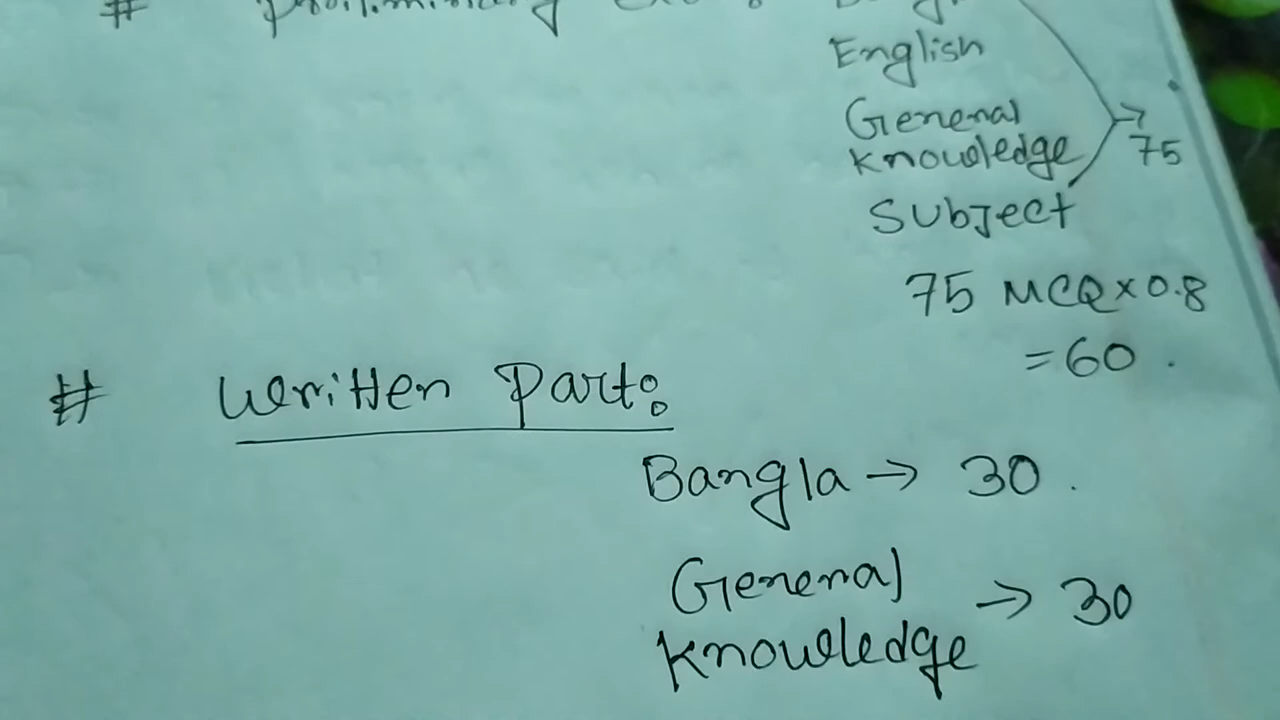 #
English
General
knowledge → 75
Subject
75 MCQ × 0.8
= 60 .
# Written Part:
Bangla → 30 .
General
knowledge → 30